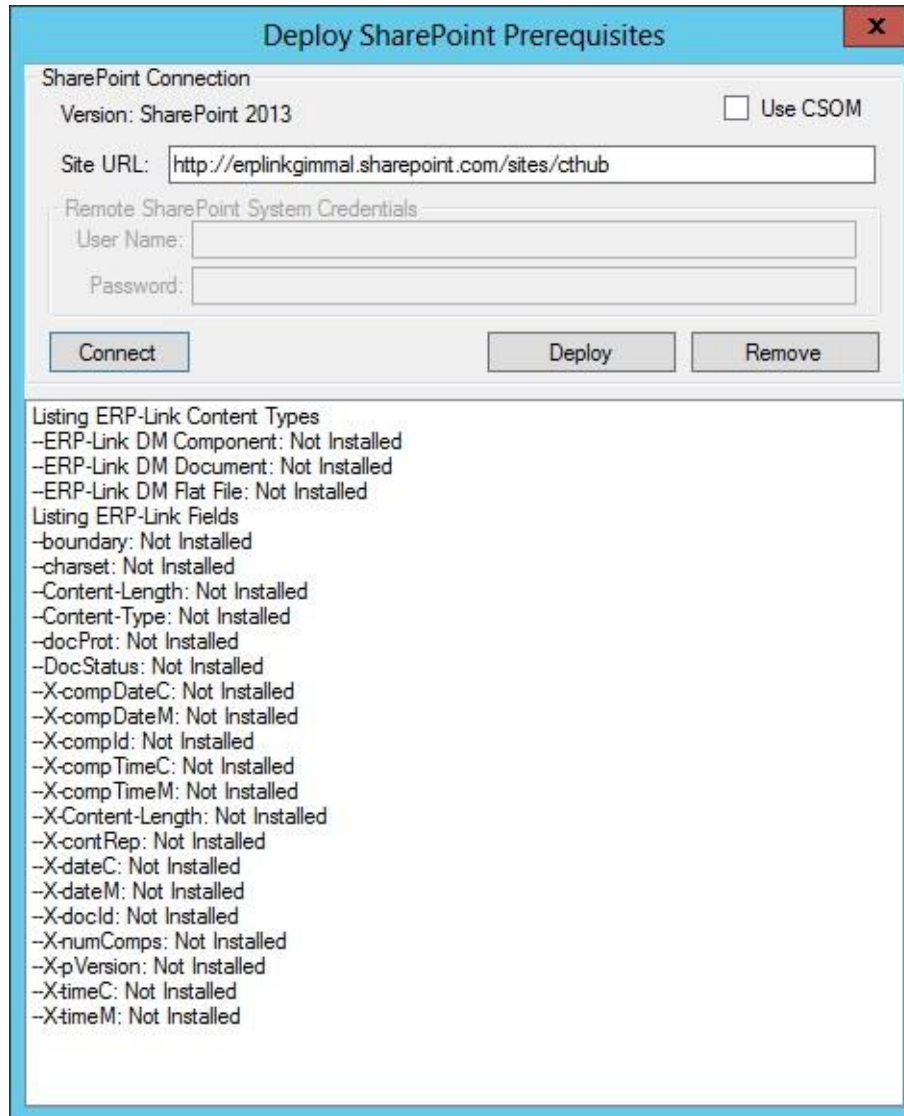 Deploy SharePoint Prerequisites
x
SharePoint Connection
Version: SharePoint 2013
Use CSOM
Site URL: http://erplinkgimmal.sharepoint.com/sites/cthub
Remote SharePoint System Credentials
User Name:
Password:
Connect Deploy Remove
Listing ERP-Link Content Types
--ERP-Link DM Component: Not Installed
--ERP-Link DM Document: Not Installed
--ERP-Link DM Flat File: Not Installed
Listing ERP-Link Fields
--boundary: Not Installed
--charset: Not Installed
--Content-Length: Not Installed
--Content-Type: Not Installed
--docProt: Not Installed
--DocStatus: Not Installed
--X-compDateC: Not Installed
--X-compDateM: Not Installed
--X-compId: Not Installed
--X-compTimeC: Not Installed
--X-compTimeM: Not Installed
--X-Content-Length: Not Installed
--X-contRep: Not Installed
--X-dateC: Not Installed
--X-dateM: Not Installed
--X-docId: Not Installed
--X-numComps: Not Installed
--X-pVersion: Not Installed
--X-timeC: Not Installed
--X-timeM: Not Installed